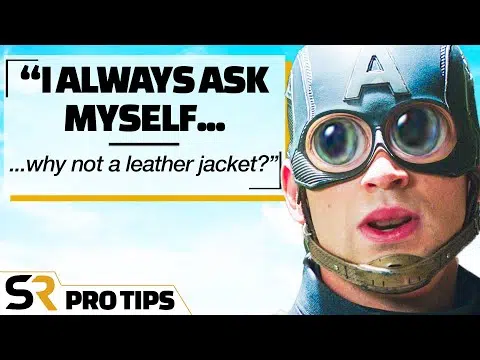 “I ALWAYS ASK
MYSELF...
...why not a leather jacket?”
A
SR PRO TIPS